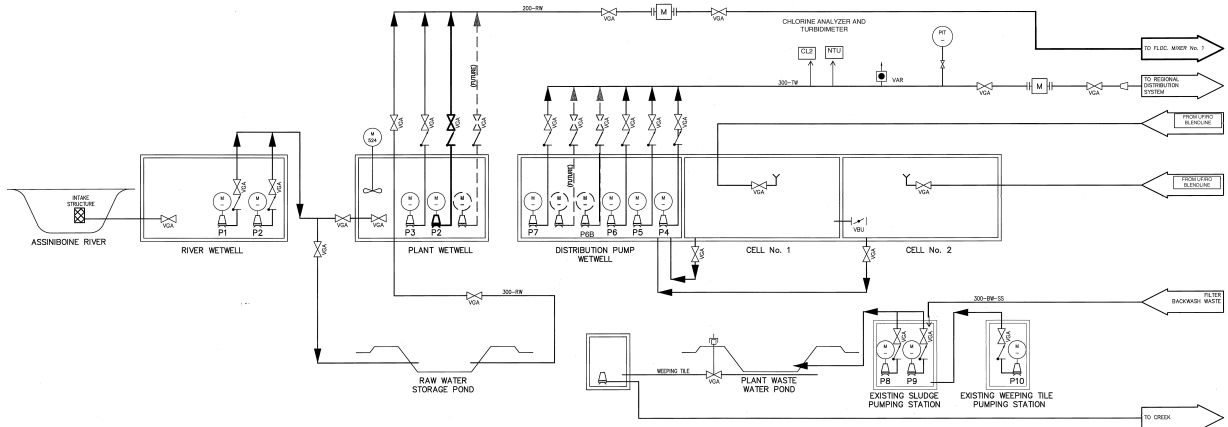 200-RW
VGA
M
VGA
TO FLOC. MIXER No. 1
CHLORINE ANALYZER AND
TURBIDIMETER
CL2
NTU
PIT
VAR
300-TW
VGA
M
VGA
TO REGIONAL
DISTRIBUTION
SYSTEM
(FUTURE)
VGA
VGA
VGA
VGA
M
524
VGA
VGA
VGA
VGA
VGA
VGA
(FUTURE)
FROM UF/RO
BLENDLINE
VGA
VGA
FROM UF/RO
BLENDLINE
INTAKE
STRUCTURE
VGA
VGA
VGA
M
M
P1
P2
VGA
VGA
M
M
M
P3
P2
M
M
M
M
M
M
P7
P6B
P6
P5
P4
VBU
ASSINIBOINE RIVER
RIVER WETWELL
PLANT WETWELL
DISTRIBUTION PUMP
WETWELL
CELL No. 1
CELL No. 2
VGA
VGA
VGA
300-RW
VGA
300-BW-SS
FILTER
BACKWASH WASTE
VGA
VGA
VGA
M
M
M
P8
P9
P10
WEEPING TILE
VGA
RAW WATER
STORAGE POND
PLANT WASTE
WATER POND
EXISTING SLUDGE
PUMPING STATION
EXISTING WEEPING TILE
PUMPING STATION
TO CREEK